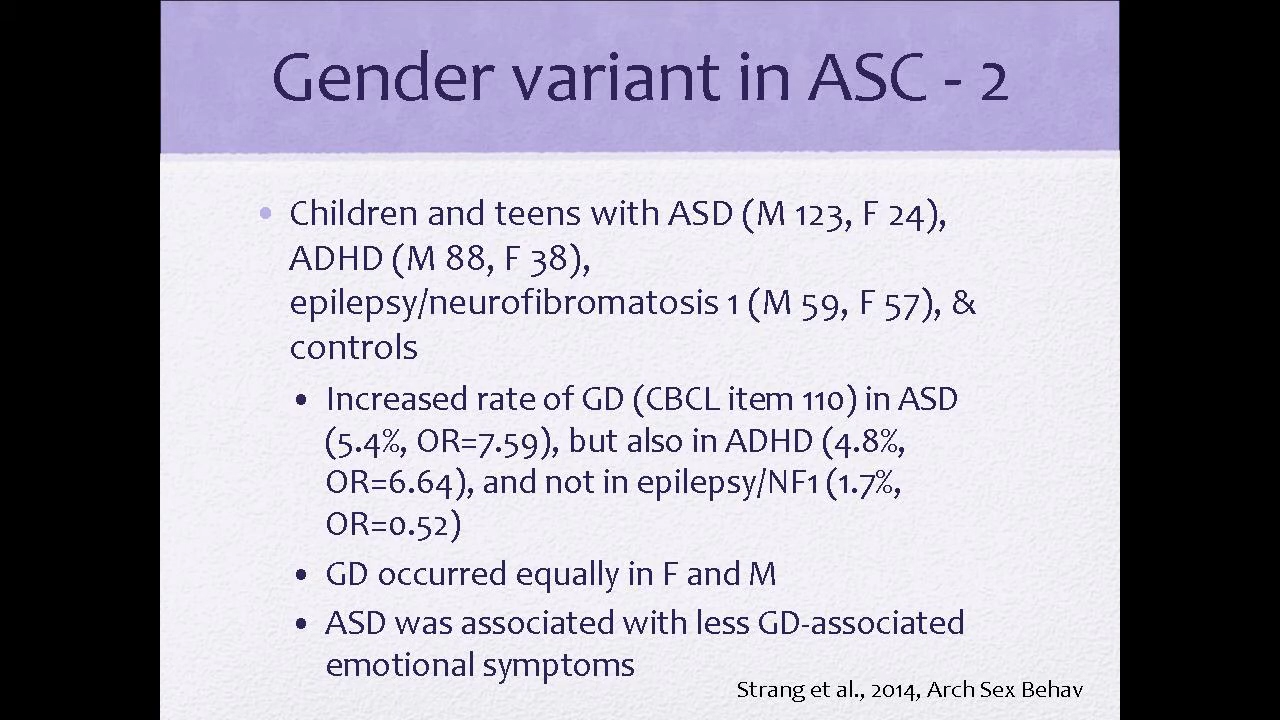 Gender variant in ASC - 2
• Children and teens with ASD (M 123, F 24),
ADHD (M 88, F 38),
epilepsy/neurofibromatosis 1 (M 59, F 57), &
controls
• Increased rate of GD (CBCL item 110) in ASD
(5.4%, OR=7.59), but also in ADHD (4.8%,
OR=6.64), and not in epilepsy/NF1 (1.7%,
OR=0.52)
• GD occurred equally in F and M
• ASD was associated with less GD-associated
emotional symptoms
Strang et al., 2014, Arch Sex Behav